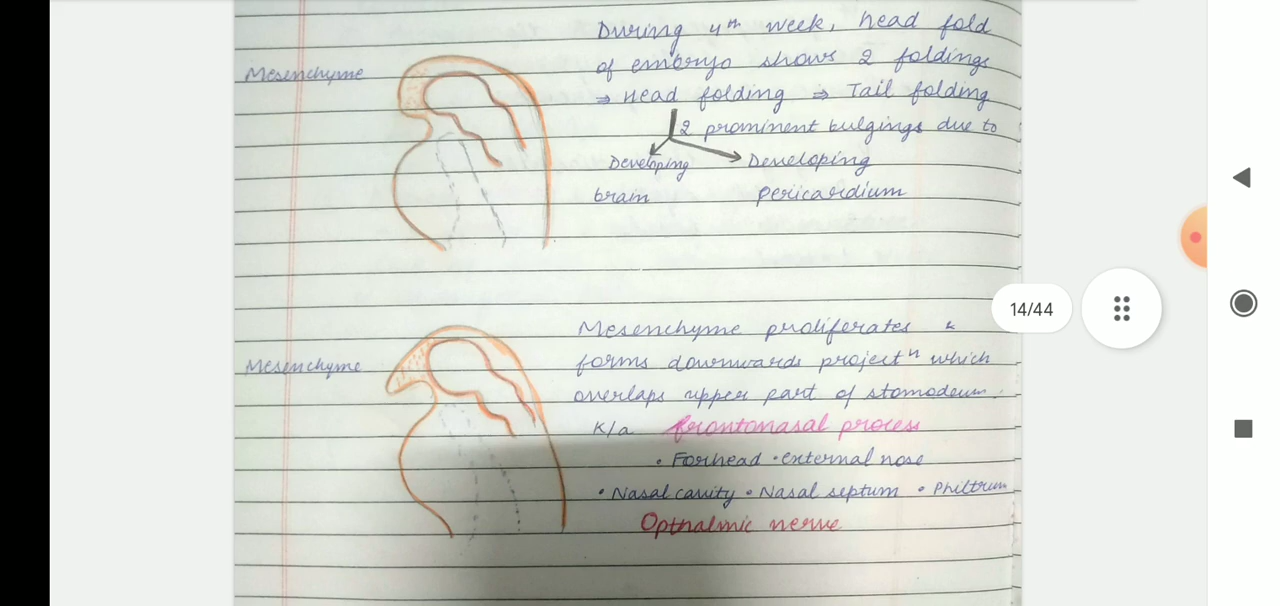 During 4th week, head fold
Mesenchyme
of embryo shows 2 foldings
⇒ Head folding ⇒ Tail folding
2 prominent bulgings due to
Developing Developing
brain pericardium
14/44
Mesenchyme proliferates &
Mesenchyme
forms downwards projectn which
overlaps upper part of stomodeum.
K/a frontonasal process
• Forhead • external nose
• Nasal cavity • Nasal septum • Philtrum
Opthalmic nerve